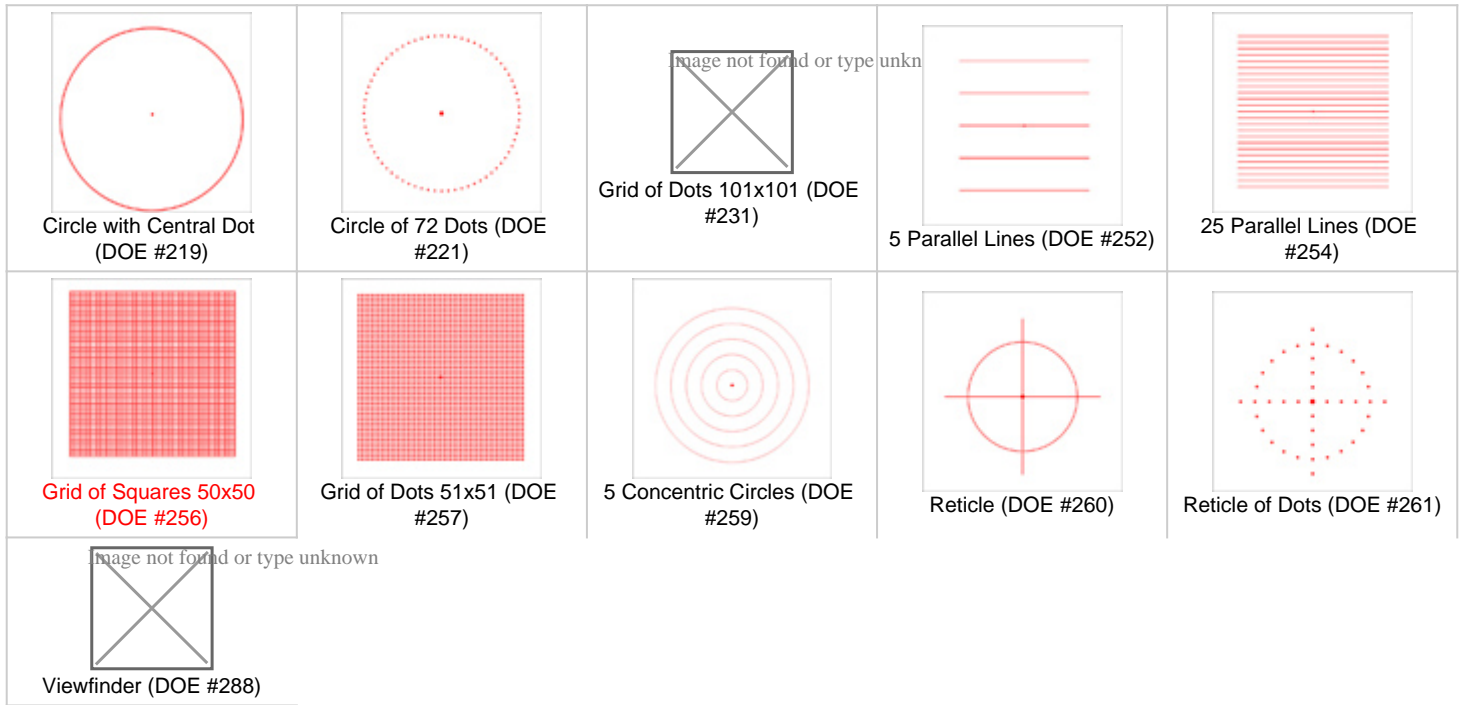 Circle with Central Dot
(DOE #219)
Circle of 72 Dots (DOE
#221)
Image not found or type unkn
Grid of Dots 101x101 (DOE
#231)
5 Parallel Lines (DOE #252)
25 Parallel Lines (DOE
#254)
Grid of Squares 50x50
(DOE #256)
Grid of Dots 51x51 (DOE
#257)
5 Concentric Circles (DOE
#259)
Reticle (DOE #260)
Reticle of Dots (DOE #261)
Image not found or type unknown
Viewfinder (DOE #288)